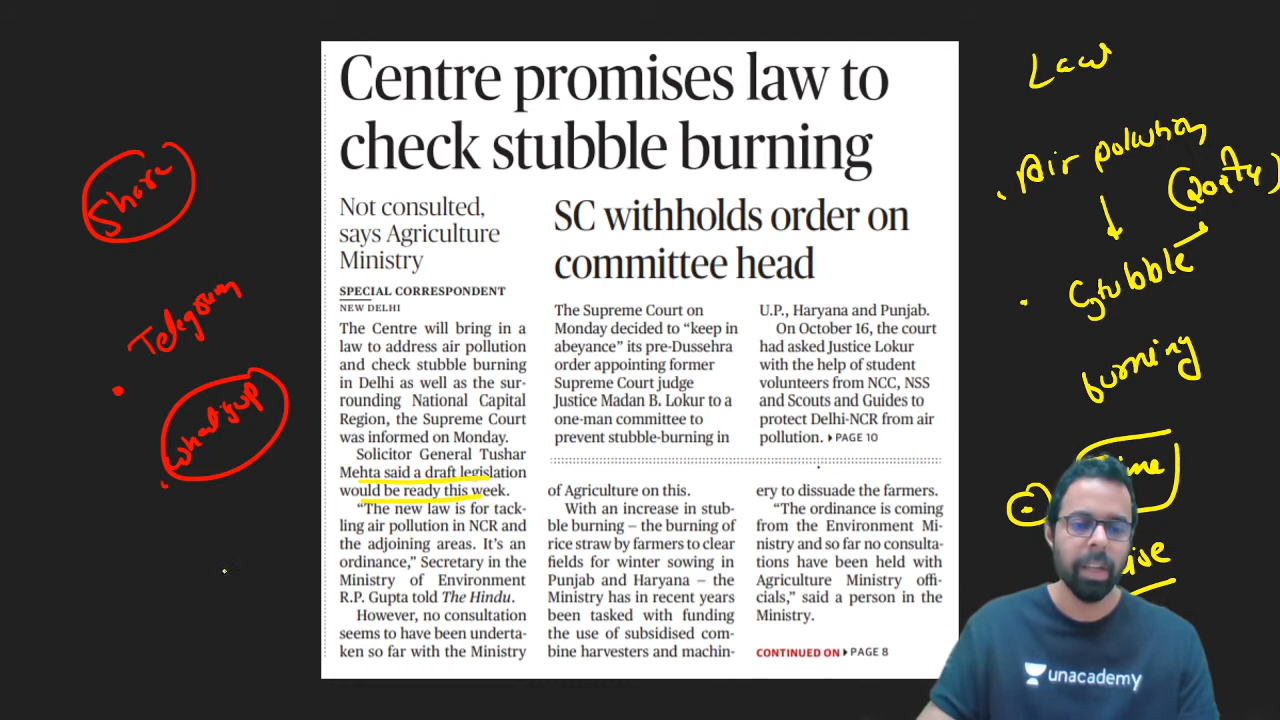 Centre promises law to
check stubble burning
Not consulted,
says Agriculture
Ministry
SPECIAL CORRESPONDENT
NEW DELHI
The Centre will bring in a
law to address air pollution
and check stubble burning
in Delhi as well as the sur-
rounding National Capital
Region, the Supreme Court
was informed on Monday.
Solicitor General Tushar
Mehta said a draft legislation
would be ready this week.
“The new law is for tack-
ling air pollution in NCR and
the adjoining areas. It’s an
ordinance,” Secretary in the
Ministry of Environment
R.P. Gupta told The Hindu.
However, no consultation
seems to have been underta-
ken so far with the Ministry
SC withholds order on
committee head
The Supreme Court on
Monday decided to “keep in
abeyance” its pre-Dussehra
order appointing former
Supreme Court judge
Justice Madan B. Lokur to a
one-man committee to
prevent stubble-burning in
U.P., Haryana and Punjab.
On October 16, the court
had asked Justice Lokur
with the help of student
volunteers from NCC, NSS
and Scouts and Guides to
protect Delhi-NCR from air
pollution. PAGE 10
of Agriculture on this.
With an increase in stub-
ble burning – the burning of
rice straw by farmers to clear
fields for winter sowing in
Punjab and Haryana – the
Ministry has in recent years
been tasked with funding
the use of subsidised com-
bine harvesters and machin-
ery to dissuade the farmers.
“The ordinance is coming
from the Environment Mi-
nistry and so far no consulta-
tions have been held with
Agriculture Ministry offi-
cials,” said a person in the
Ministry.
CONTINUED ON PAGE 8
Share
Telegram
Law
Air polution
Stubble
burning
unacademy